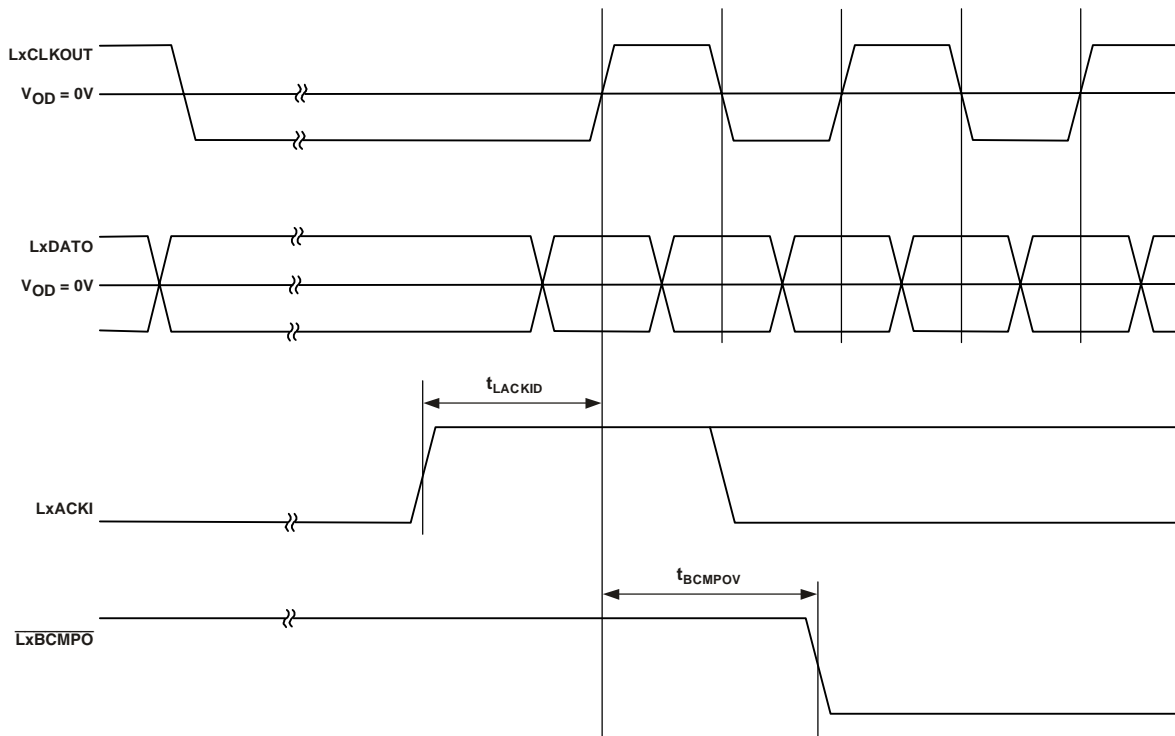 LxCLKOUT
VOD = 0V
LxDATO
VOD = 0V
tLACKID
LxACKI
tBCMPOV
LxBCMPO